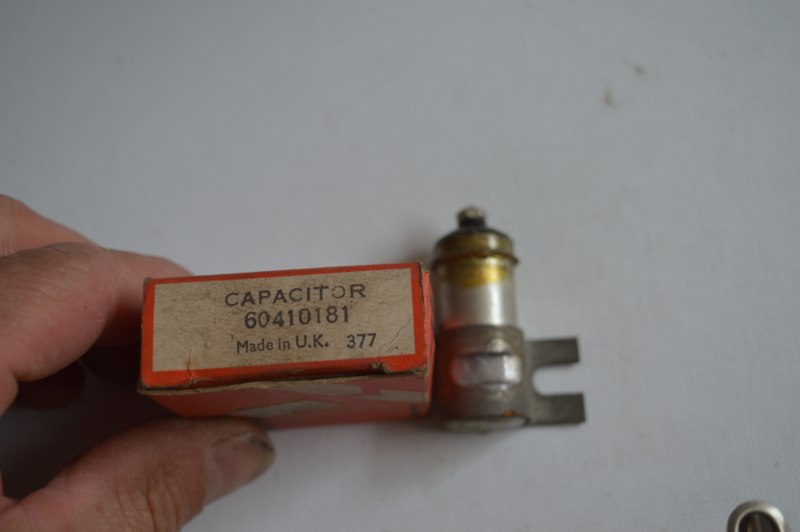 CAPACITOR
60410181
Made in U.K. 377